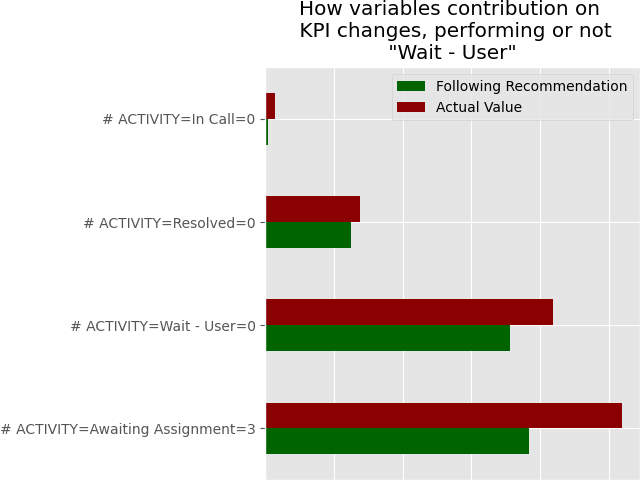 How variables contribution on
KPI changes, performing or not
"Wait - User"
Following Recommendation
Actual Value
# ACTIVITY=In Call=0
# ACTIVITY=Resolved=0
# ACTIVITY=Wait - User=0
# ACTIVITY=Awaiting Assignment=3